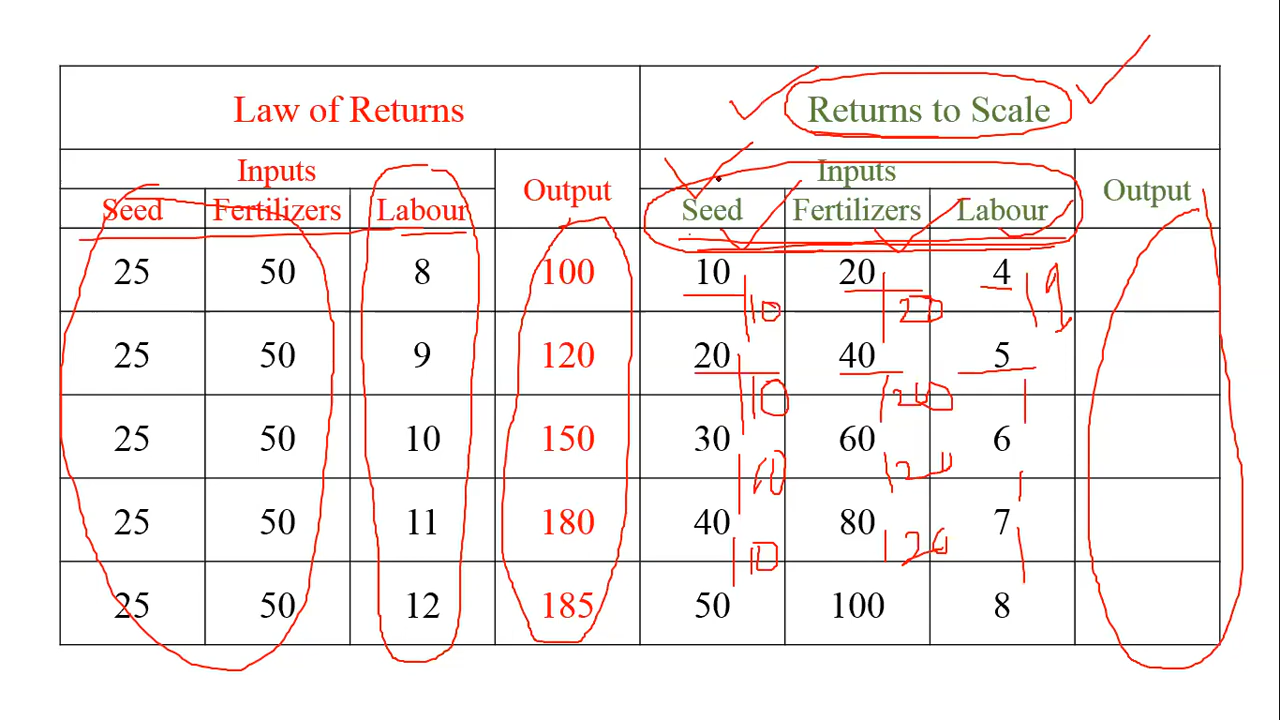 Law of Returns Returns to Scale
Inputs Output Inputs Output
Seed Fertilizers Labour Seed Fertilizers Labour
25 50 8 100 10 20 4
10 20 1
25 50 9 120 20 40 5
10 20 1
25 50 10 150 30 60 6
10 20 1
25 50 11 180 40 80 7
10 20 1
25 50 12 185 50 100 8